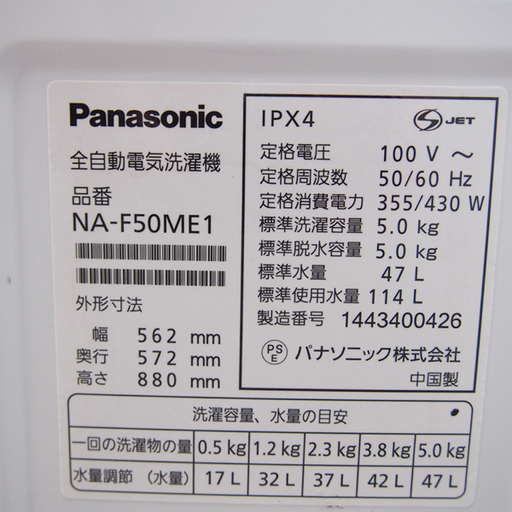 Panasonic
全自動電気洗濯機
品番
NA-F50ME1
外形寸法
幅 562 mm
奥行 572 mm
高さ 880 mm
IPX4
S JET
定格電圧 100 V ～
定格周波数 50/60 Hz
定格消費電力 355/430 W
標準洗濯容量 5.0 kg
標準脱水容量 5.0 kg
標準水量 47 L
標準使用水量 114 L
製造番号 1443400426
PS E パナソニック株式会社
中国製
洗濯容量、水量の目安
一回の洗濯物の量 0.5 kg 1.2 kg 2.3 kg 3.8 kg 5.0 kg
水量調節 (水量) 17 L 32 L 37 L 42 L 47 L